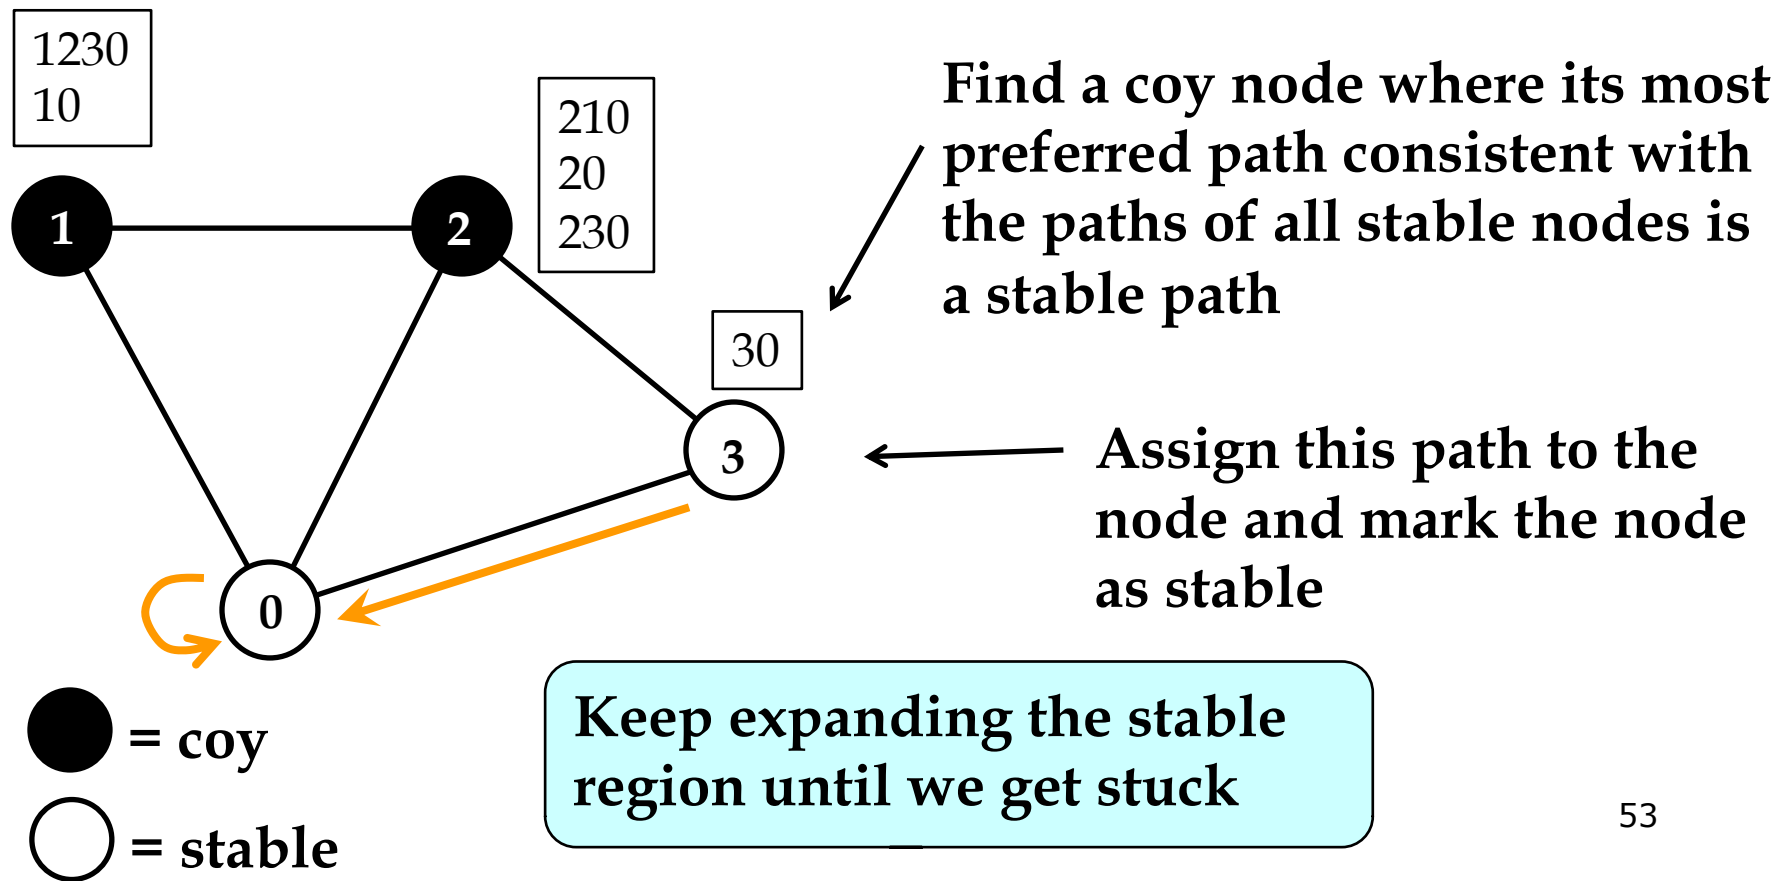 1230
10
210
20
230
30
1
2
3
0
Find a coy node where its most
preferred path consistent with
the paths of all stable nodes is
a stable path
Assign this path to the
node and mark the node
as stable
= coy
= stable
Keep expanding the stable
region until we get stuck
53